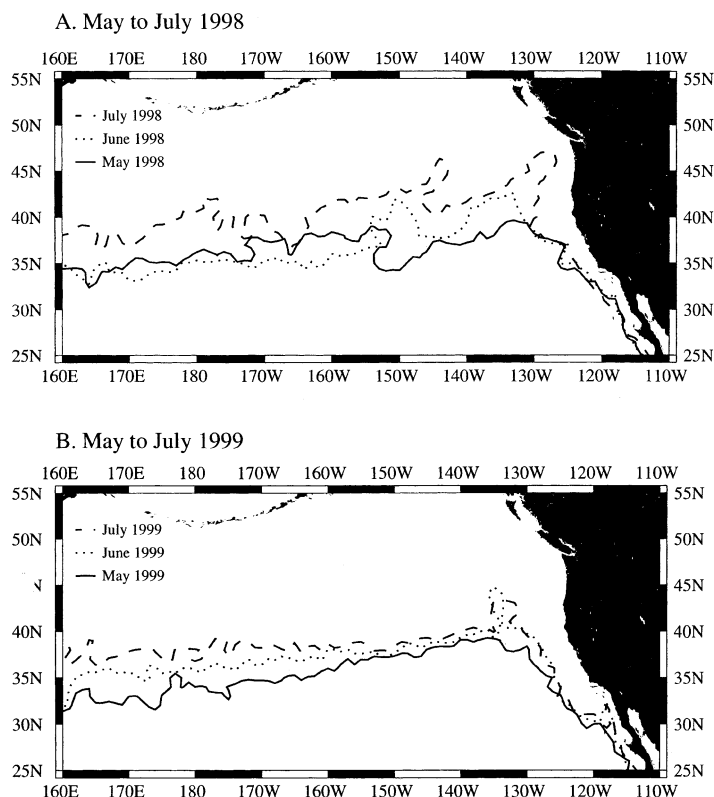 A. May to July 1998
160E 170E 180 170W 160W 150W 140W 130W 120W 110W
55N 55N
July 1998
50N 50N
June 1998
May 1998
45N 45N
40N 40N
35N 35N
30N 30N
25N 25N
160E 170E 180 170W 160W 150W 140W 130W 120W 110W
B. May to July 1999
160E 170E 180 170W 160W 150W 140W 130W 120W 110W
55N 55N
July 1999
50N 50N
June 1999
May 1999
N 45N
40N 40N
35N 35N
30N 30N
25N 25N
160E 170E 180 170W 160W 150W 140W 130W 120W 110W